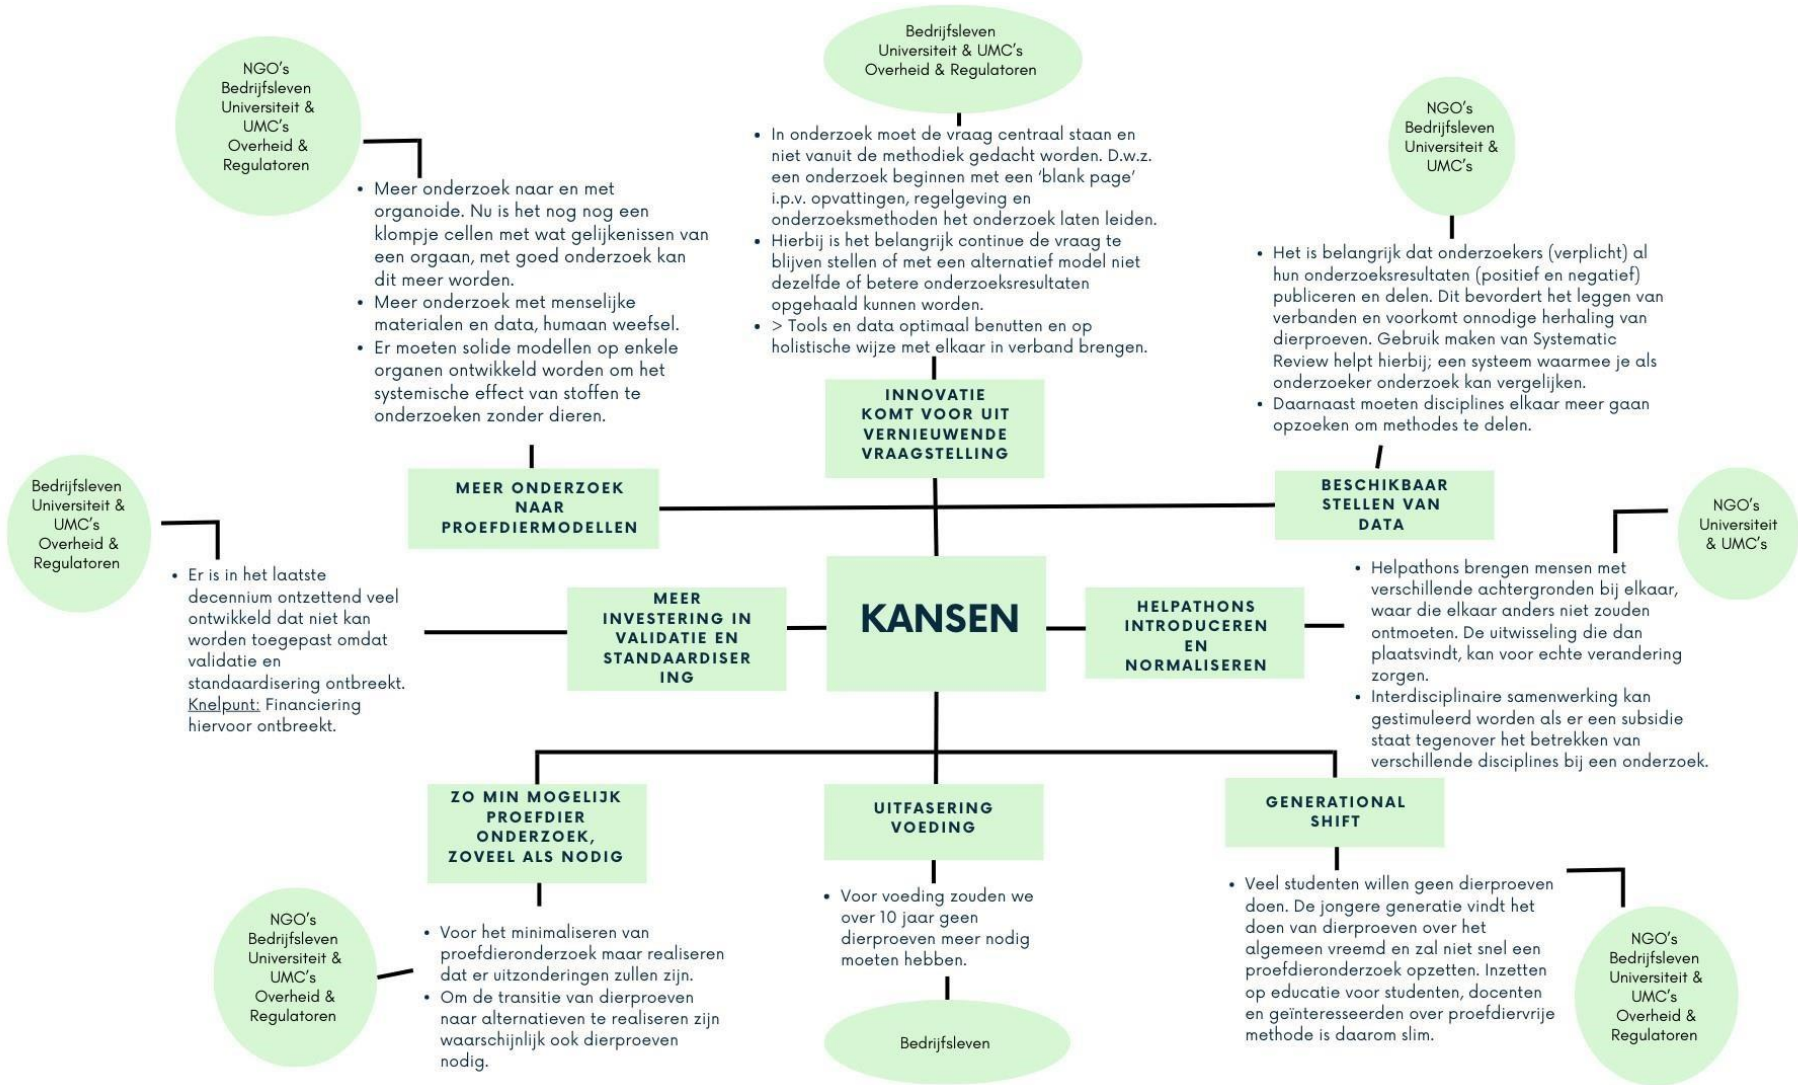 Bedrijfsleven
Universiteit & UMC's
Overheid & Regulatoren
• In onderzoek moet de vraag centraal staan en
niet vanuit de methodiek gedacht worden. D.w.z.
een onderzoek beginnen met een ‘blank page’
i.p.v. opvattingen, regelgeving en
onderzoeksmethoden het onderzoek laten leiden.
• Hierbij is het belangrijk continue de vraag te
blijven stellen of met een alternatief model niet
dezelfde of betere onderzoeksresultaten
opgehaald kunnen worden.
• > Tools en data optimaal benutten en op
holistische wijze met elkaar in verband brengen.
INNOVATIE
KOMT VOOR UIT
VERNIEUWENDE
VRAAGSTELLING
NGO's
Bedrijfsleven
Universiteit &
UMC's
Overheid &
Regulatoren
• Meer onderzoek naar en met
organoide. Nu is het nog nog een
klompje cellen met wat gelijkenissen van
een orgaan, met goed onderzoek kan
dit meer worden.
• Meer onderzoek met menselijke
materialen en data, humaan weefsel.
• Er moeten solide modellen op enkele
organen ontwikkeld worden om het
systemische effect van stoffen te
onderzoeken zonder dieren.
MEER ONDERZOEK
NAAR
PROEFDIERMODELLEN
NGO's
Bedrijfsleven
Universiteit &
UMC's
• Het is belangrijk dat onderzoekers (verplicht) al
hun onderzoeksresultaten (positief en negatief)
publiceren en delen. Dit bevordert het leggen van
verbanden en voorkomt onnodige herhaling van
dierproeven. Gebruik maken van Systematic
Review helpt hierbij; een systeem waarmee je als
onderzoeker onderzoek kan vergelijken.
• Daarnaast moeten disciplines elkaar meer gaan
opzoeken om methodes te delen.
BESCHIKBAAR
STELLEN VAN
DATA
Bedrijfsleven
Universiteit &
UMC's
Overheid &
Regulatoren
• Er is in het laatste
decennium ontzettend veel
ontwikkeld dat niet kan
worden toegepast omdat
validatie en
standaardisering ontbreekt.
Knelpunt: Financiering
hiervoor ontbreekt.
MEER
INVESTERING IN
VALIDATIE EN
STANDAARDISER
ING
KANSEN
HELPATHONS
INTRODUCEREN
EN
NORMALISEREN
• Helpathons brengen mensen met
verschillende achtergronden bij elkaar,
waar die elkaar anders niet zouden
ontmoeten. De uitwisseling die dan
plaatsvindt, kan voor echte verandering
zorgen.
• Interdisciplinaire samenwerking kan
gestimuleerd worden als er een subsidie
staat tegenover het betrekken van
verschillende disciplines bij een onderzoek.
NGO's
Universiteit
& UMC's
ZO MIN MOGELIJK
PROEFDIER
ONDERZOEK,
ZOVEEL ALS NODIG
• Voor het minimaliseren van
proefdieronderzoek maar realiseren
dat er uitzonderingen zullen zijn.
• Om de transitie van dierproeven
naar alternatieven te realiseren zijn
waarschijnlijk ook dierproeven
nodig.
NGO's
Bedrijfsleven
Universiteit &
UMC's
Overheid &
Regulatoren
UITFASERING
VOEDING
• Voor voeding zouden we
over 10 jaar geen
dierproeven meer nodig
moeten hebben.
Bedrijfsleven
GENERATIONAL
SHIFT
• Veel studenten willen geen dierproeven
doen. De jongere generatie vindt het
doen van dierproeven over het
algemeen vreemd en zal niet snel een
proefdieronderzoek opzetten. Inzetten
op educatie voor studenten, docenten
en geïnteresseerden over proefdiervrije
methode is daarom slim.
NGO's
Bedrijfsleven
Universiteit &
UMC's
Overheid &
Regulatoren